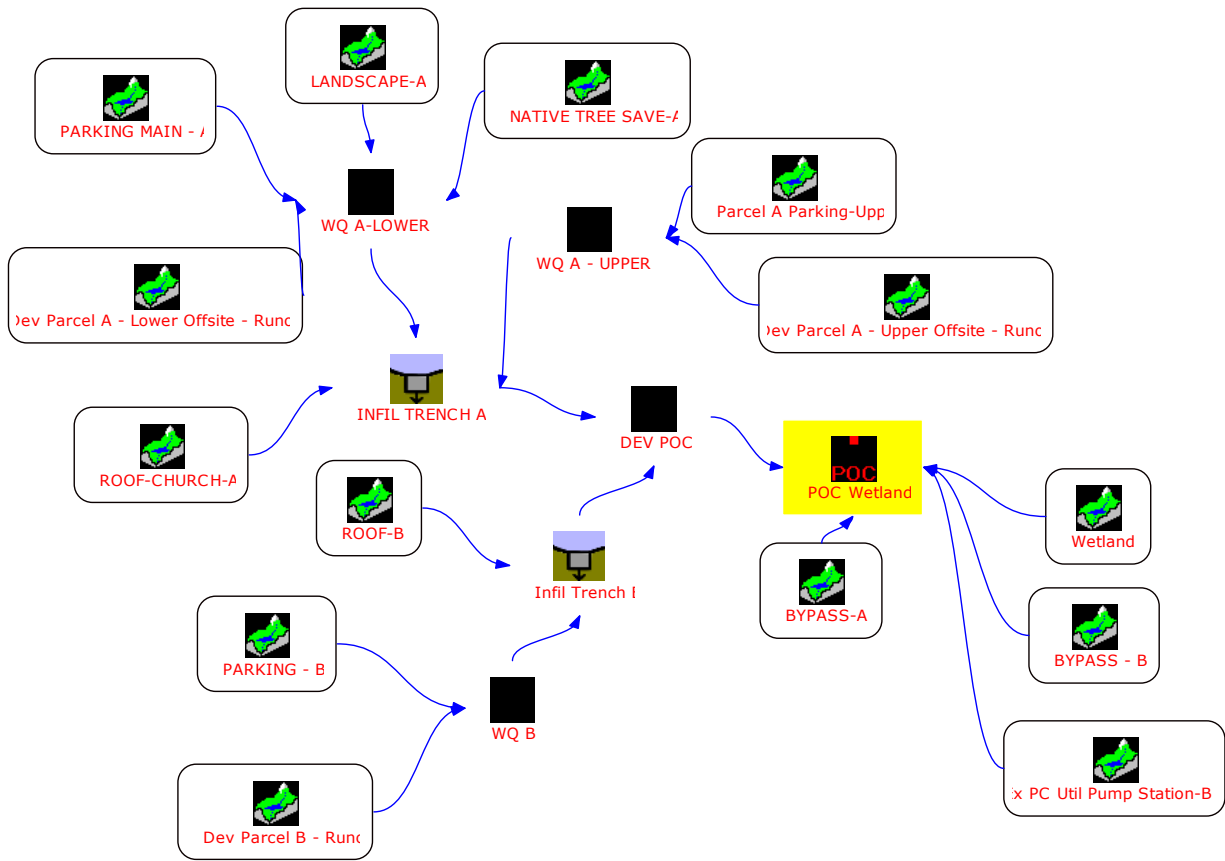 LANDSCAPE-A
PARKING MAIN - A
NATIVE TREE SAVE-A
WQ A-LOWER
Parcel A Parking-Upp
WQ A - UPPER
Dev Parcel A - Lower Offsite - Runo
Dev Parcel A - Upper Offsite - Runo
INFIL TRENCH A
DEV POC
ROOF-CHURCH-A
POC
POC Wetland
ROOF-B
Wetland
Infil Trench B
BYPASS-A
PARKING - B
BYPASS - B
WQ B
Ex PC Util Pump Station-B
Dev Parcel B - Runo